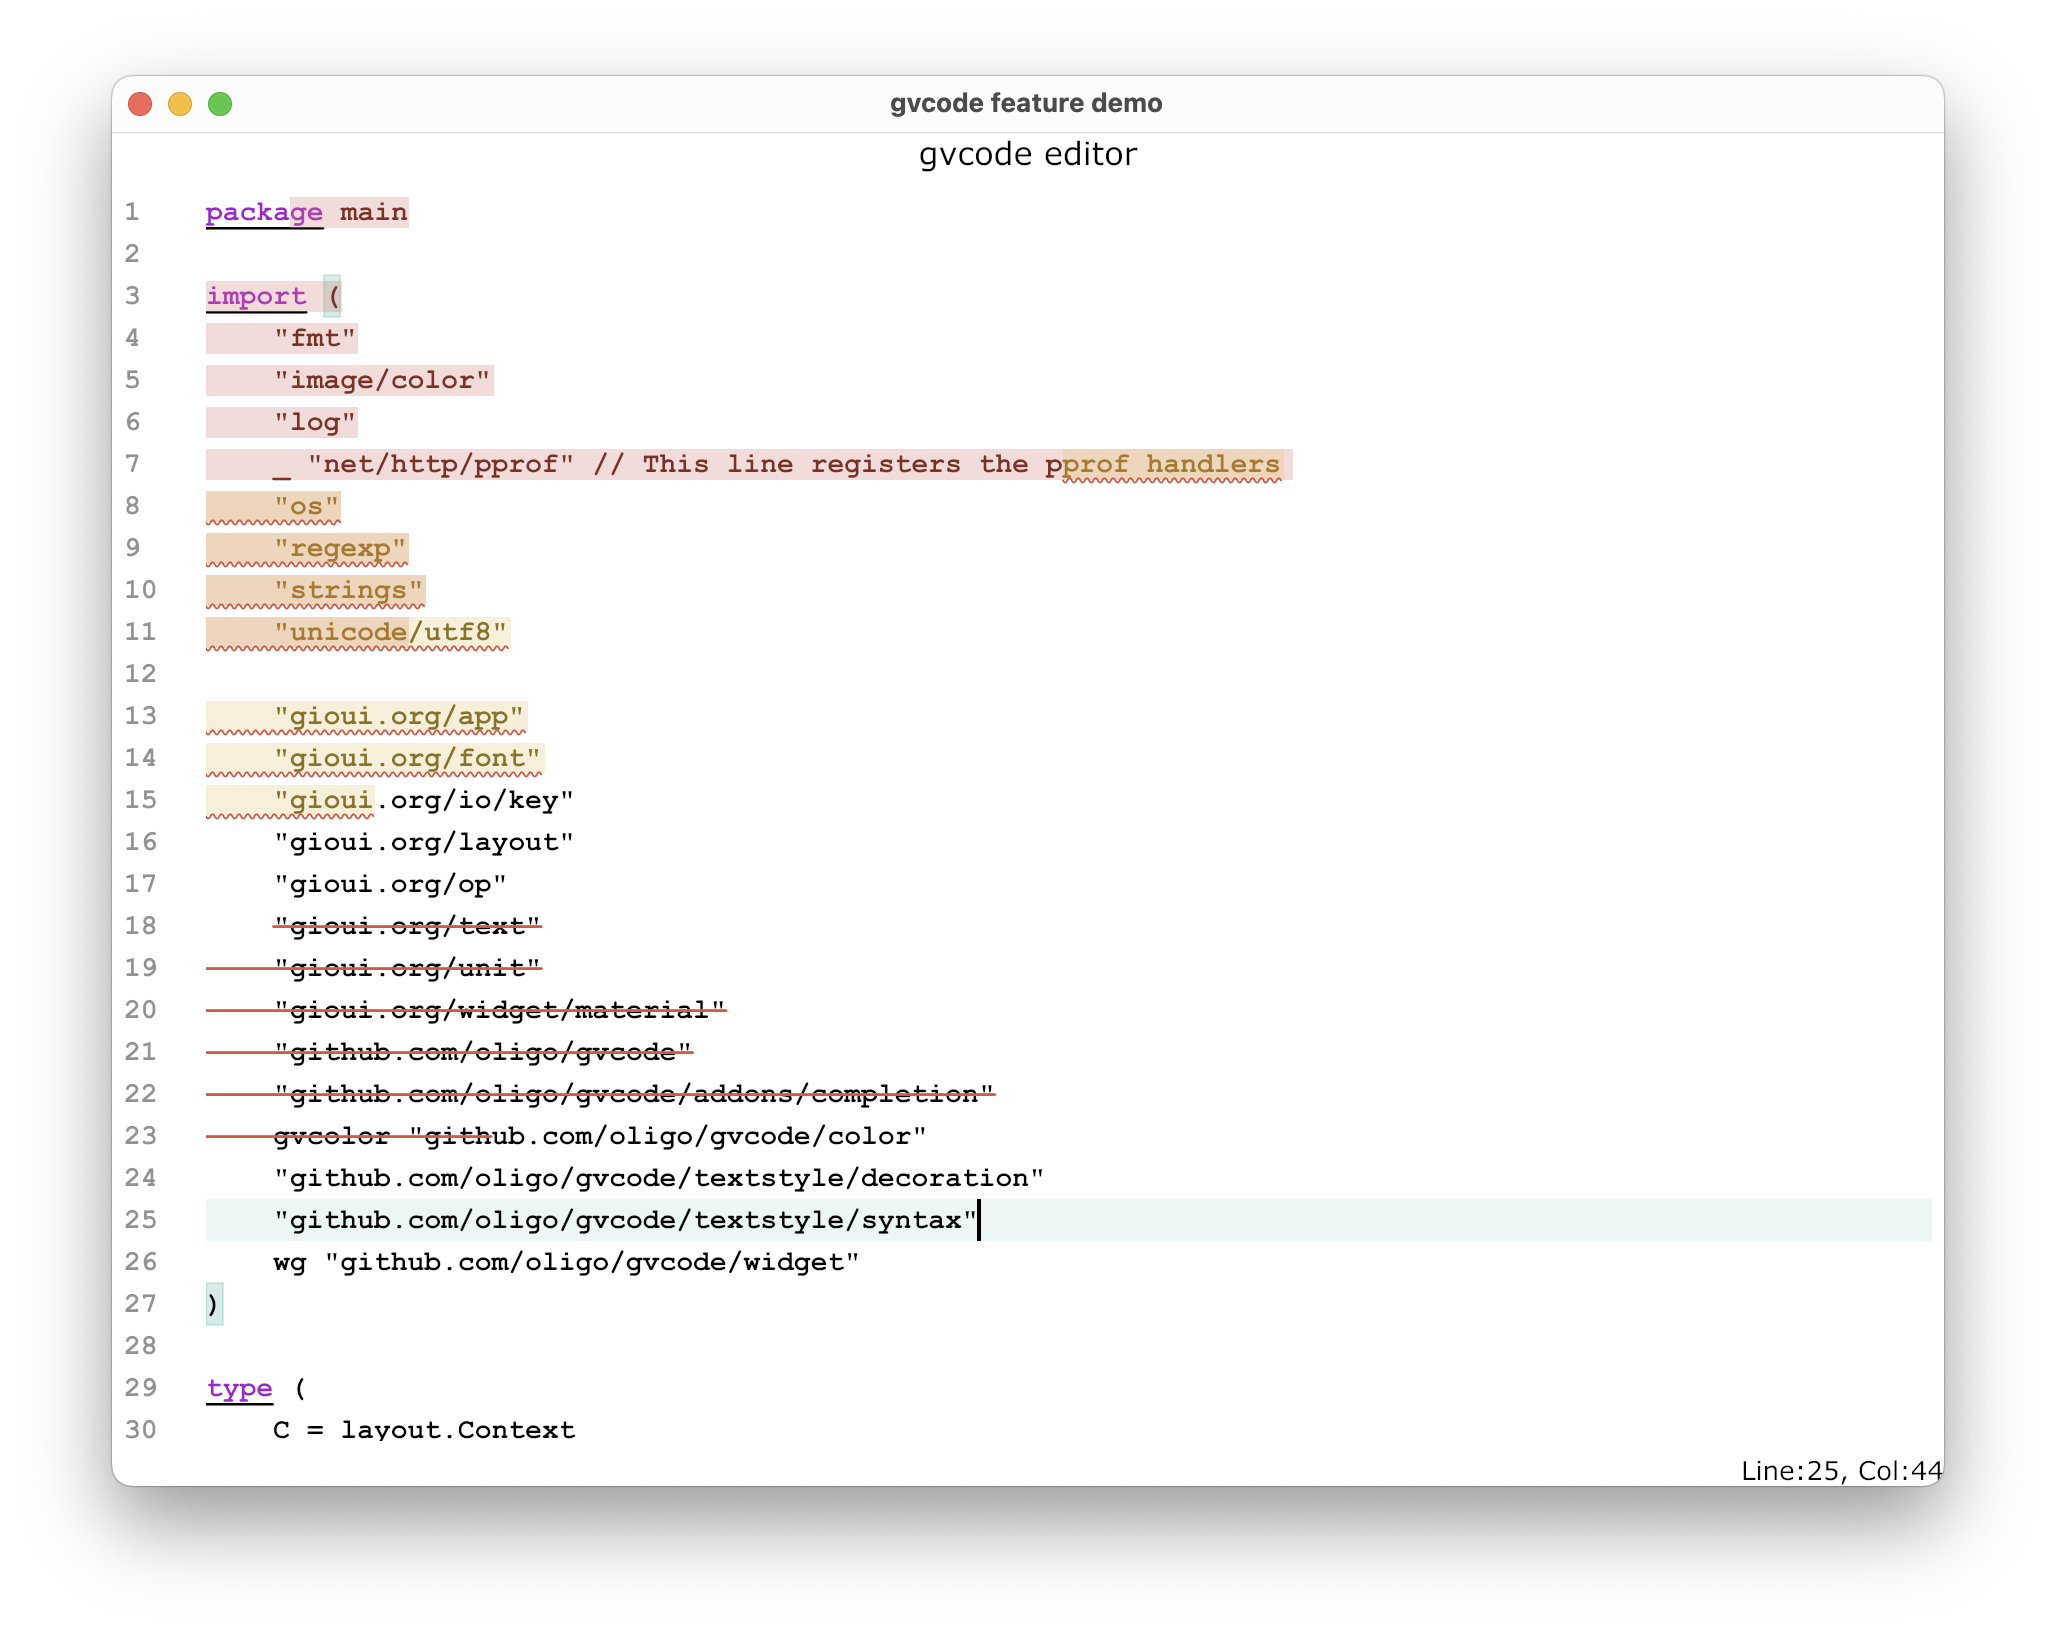 gvcode feature demo
gvcode editor
1 package main
2
3 import (
4 "fmt"
5 "image/color"
6 "log"
7 _ "net/http/pprof" // This line registers the pprof handlers
8 "os"
9 "regexp"
10 "strings"
11 "unicode/utf8"
12
13 "gioui.org/app"
14 "gioui.org/font"
15 "gioui.org/io/key"
16 "gioui.org/layout"
17 "gioui.org/op"
18 "gioui.org/text"
19 "gioui.org/unit"
20 "gioui.org/widget/material"
21 "github.com/oligo/gvcode"
22 "github.com/oligo/gvcode/addons/completion"
23 gvcolor "github.com/oligo/gvcode/color"
24 "github.com/oligo/gvcode/textstyle/decoration"
25 "github.com/oligo/gvcode/textstyle/syntax"
26 wg "github.com/oligo/gvcode/widget"
27 )
28
29 type (
30 C = layout.Context
Line:25, Col:44